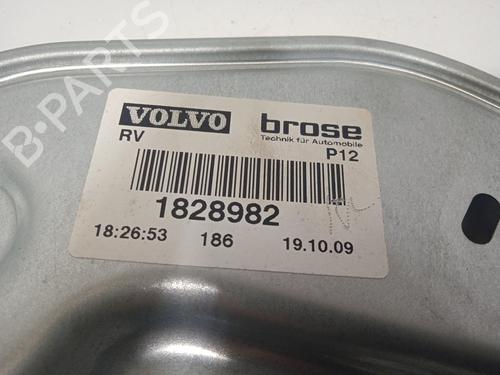 B-PARTS
VOLVO brose
Technik für Automobile
RV P12
1828982
18:26:53 186 19.10.09